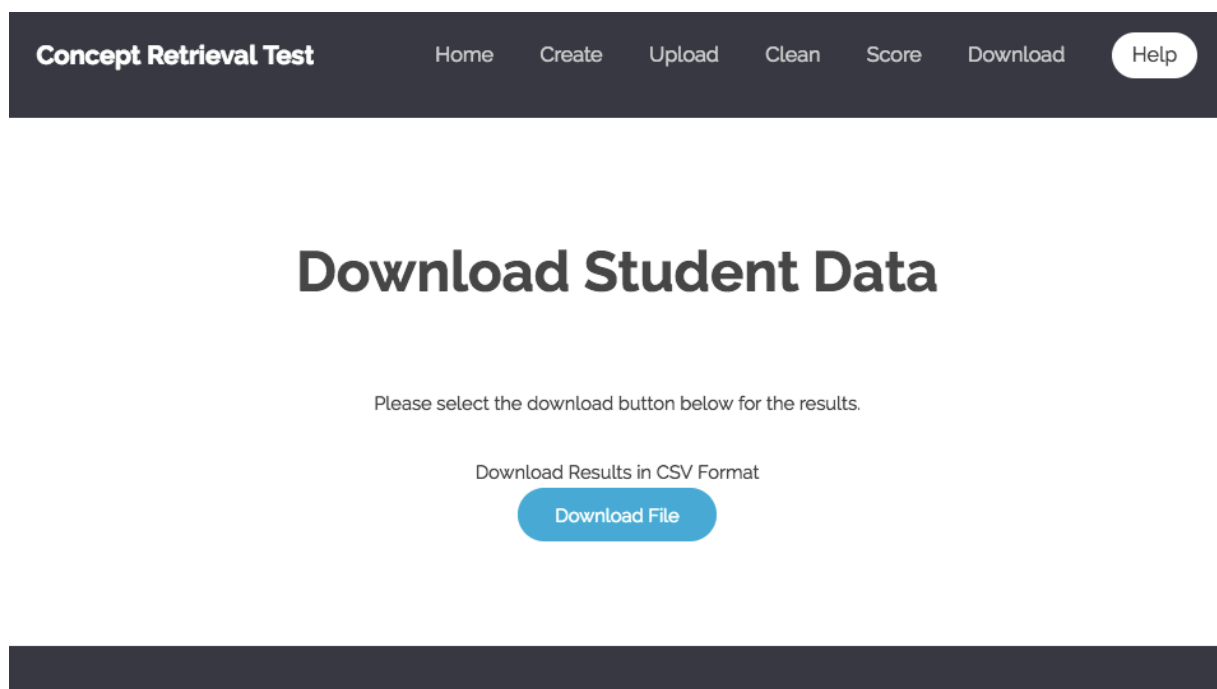 Concept Retrieval Test Home Create Upload Clean Score Download Help
Download Student Data
Please select the download button below for the results.
Download Results in CSV Format
Download File